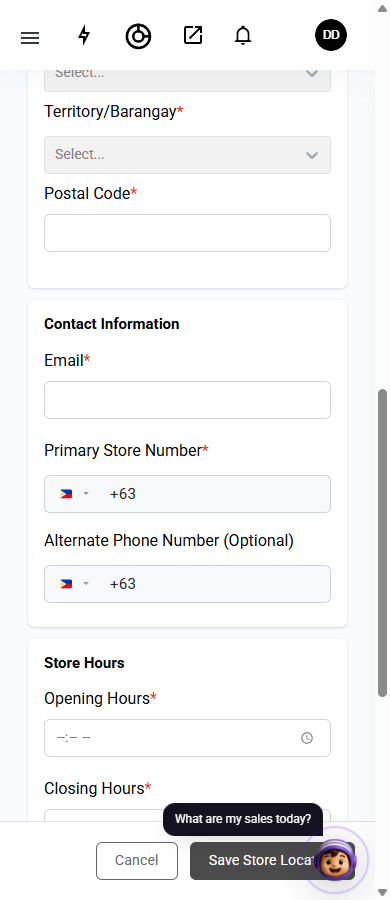 DD
Select...
Territory/Barangay*
Select...
Postal Code*
Contact Information
Email*
Primary Store Number*
+63
Alternate Phone Number (Optional)
+63
Store Hours
Opening Hours*
--:-- --
Closing Hours*
What are my sales today?
Cancel
Save Store